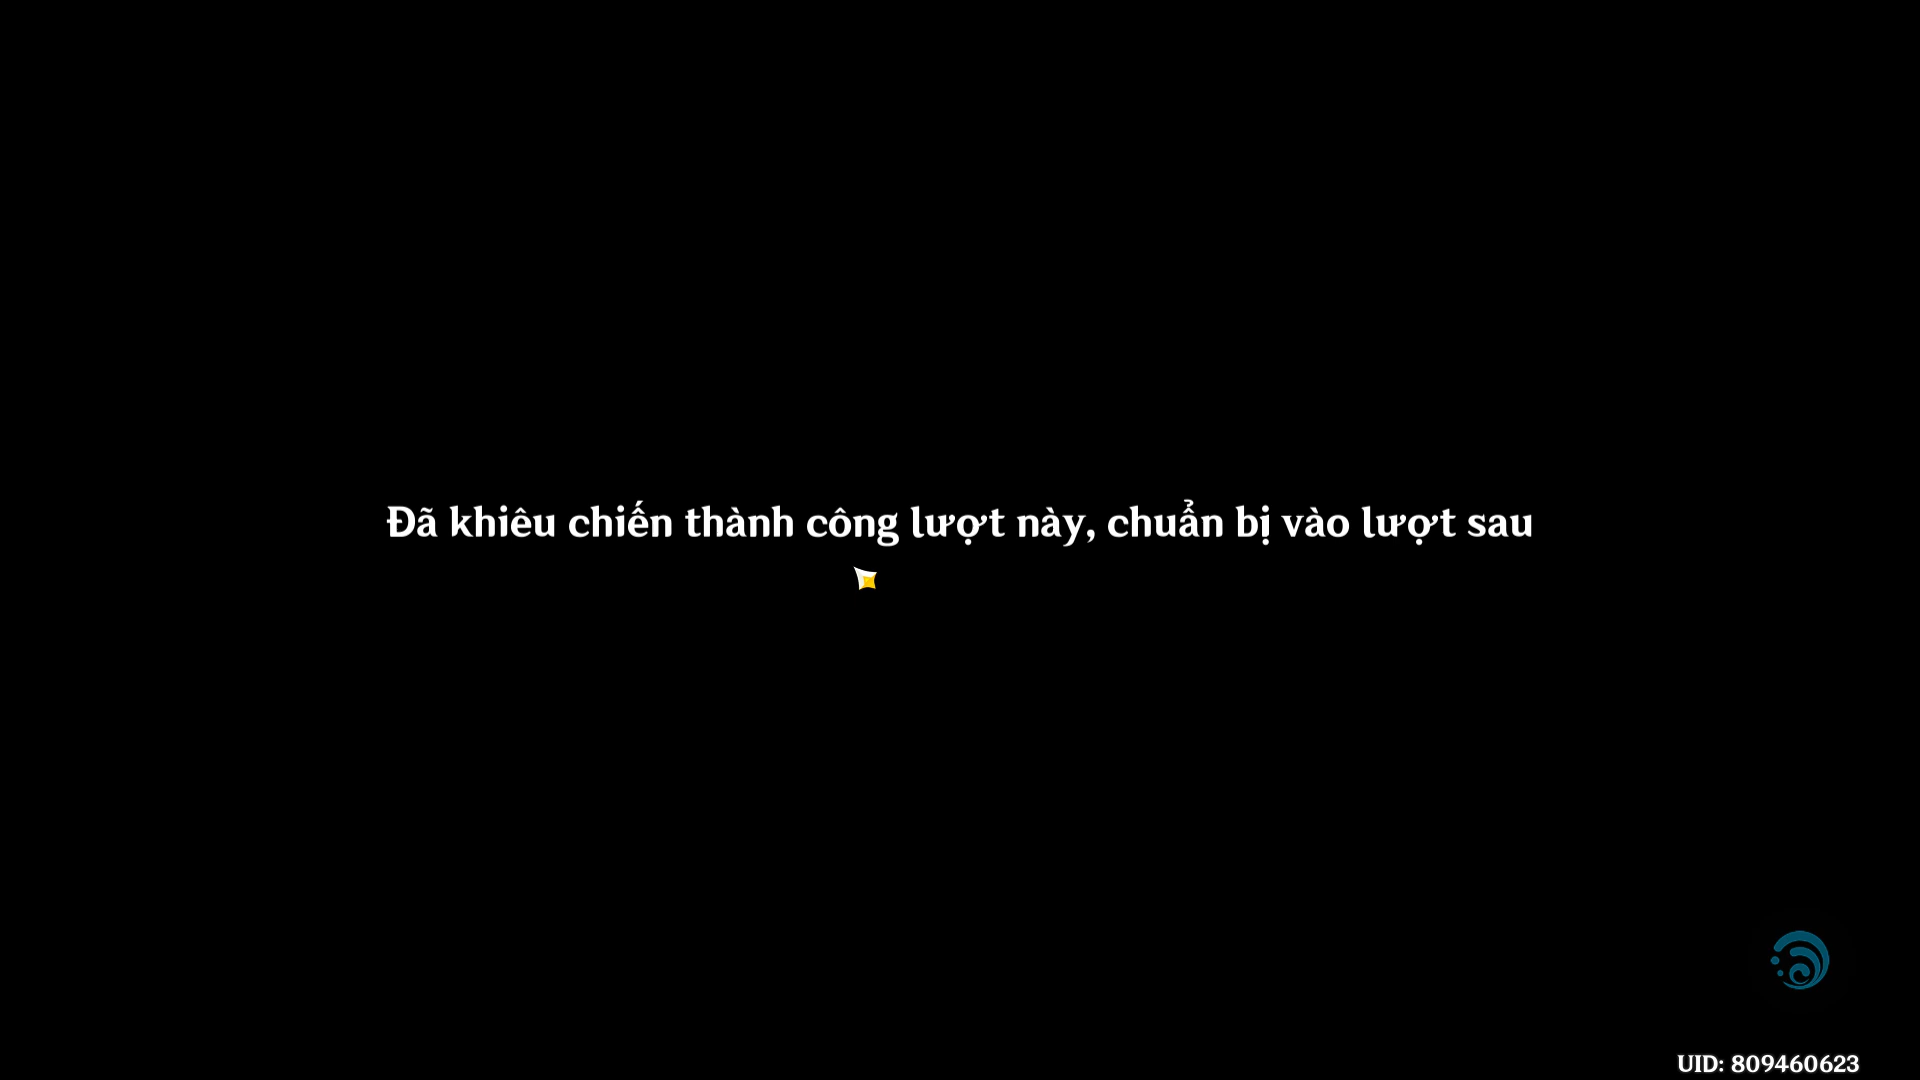 Đã khiêu chiến thành công lượt này, chuẩn bị vào lượt sau
UID: 809460623